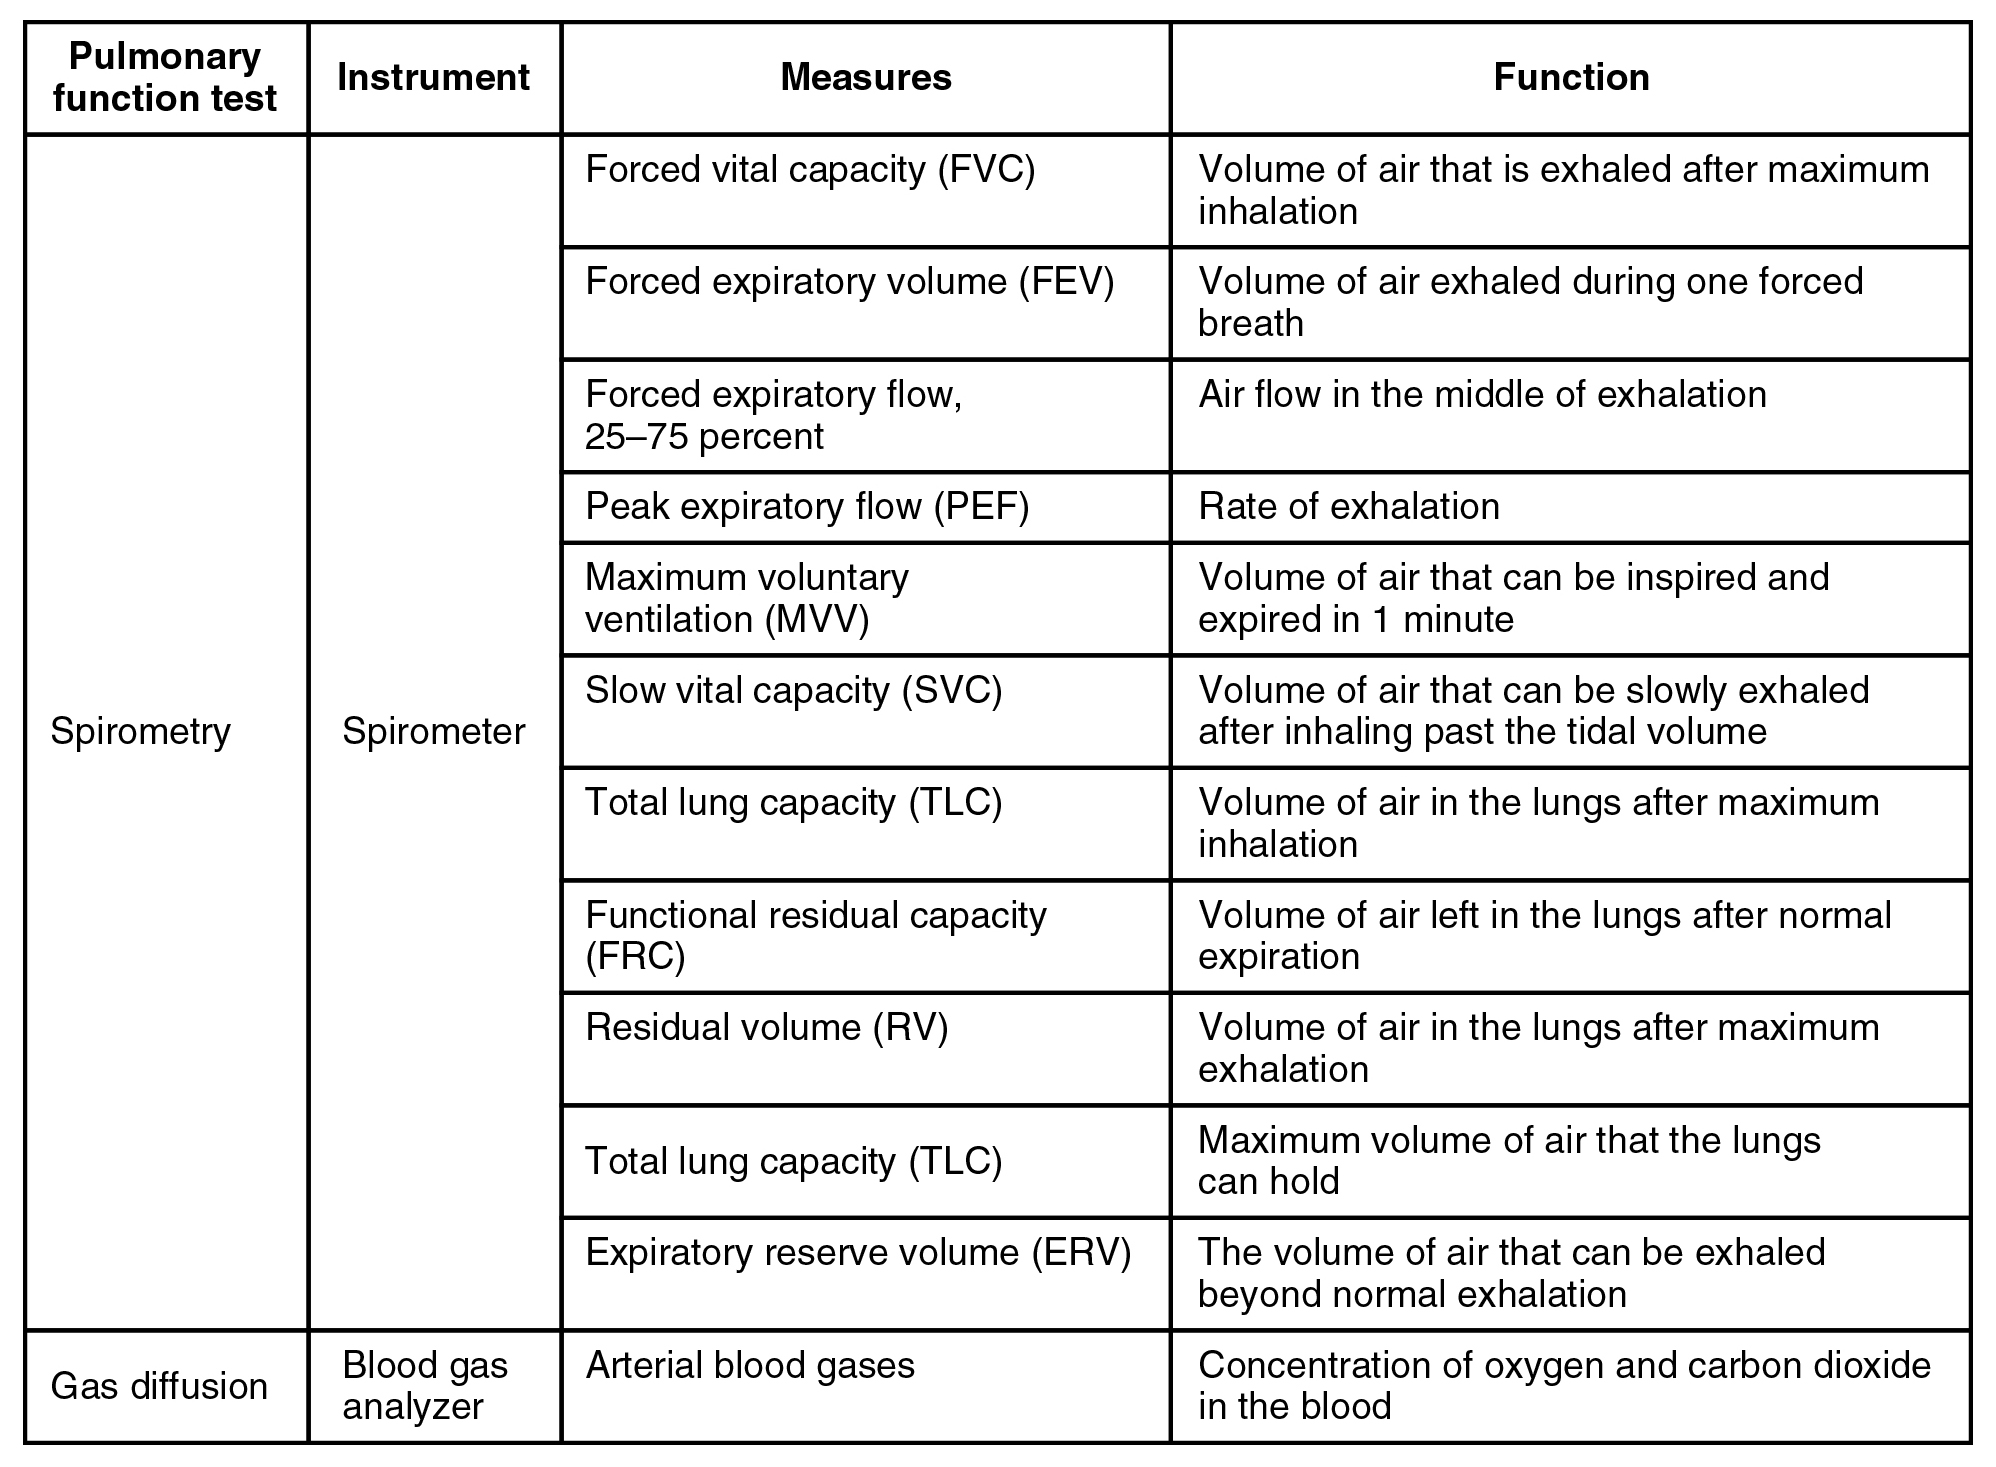 Pulmonary
function test
Instrument
Measures
Function
Spirometry
Spirometer
Forced vital capacity (FVC)
Volume of air that is exhaled after maximum
inhalation
Forced expiratory volume (FEV)
Volume of air exhaled during one forced
breath
Forced expiratory flow,
25–75 percent
Air flow in the middle of exhalation
Peak expiratory flow (PEF)
Rate of exhalation
Maximum voluntary
ventilation (MVV)
Volume of air that can be inspired and
expired in 1 minute
Slow vital capacity (SVC)
Volume of air that can be slowly exhaled
after inhaling past the tidal volume
Total lung capacity (TLC)
Volume of air in the lungs after maximum
inhalation
Functional residual capacity
(FRC)
Volume of air left in the lungs after normal
expiration
Residual volume (RV)
Volume of air in the lungs after maximum
exhalation
Total lung capacity (TLC)
Maximum volume of air that the lungs
can hold
Expiratory reserve volume (ERV)
The volume of air that can be exhaled
beyond normal exhalation
Gas diffusion
Blood gas
analyzer
Arterial blood gases
Concentration of oxygen and carbon dioxide
in the blood